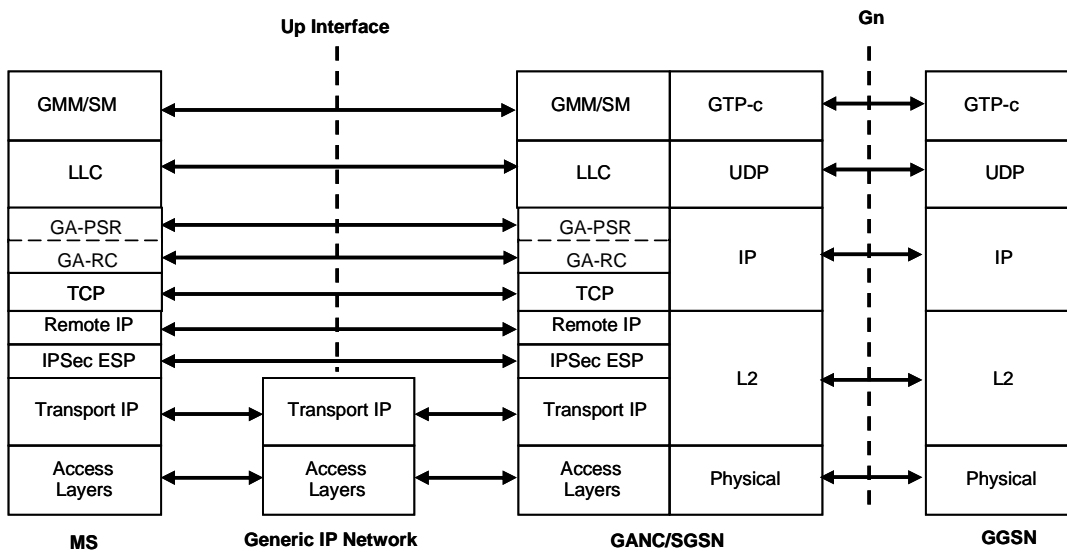 Up Interface
Gn
GMM/SM
GMM/SM
GTP-c
GTP-c
LLC
LLC
UDP
UDP
GA-PSR
GA-PSR
GA-RC
GA-RC
IP
IP
TCP
TCP
Remote IP
Remote IP
IPSec ESP
IPSec ESP
L2
L2
Transport IP
Transport IP
Transport IP
Access
Layers
Access
Layers
Access
Layers
Physical
Physical
MS
Generic IP Network
GANC/SGSN
GGSN